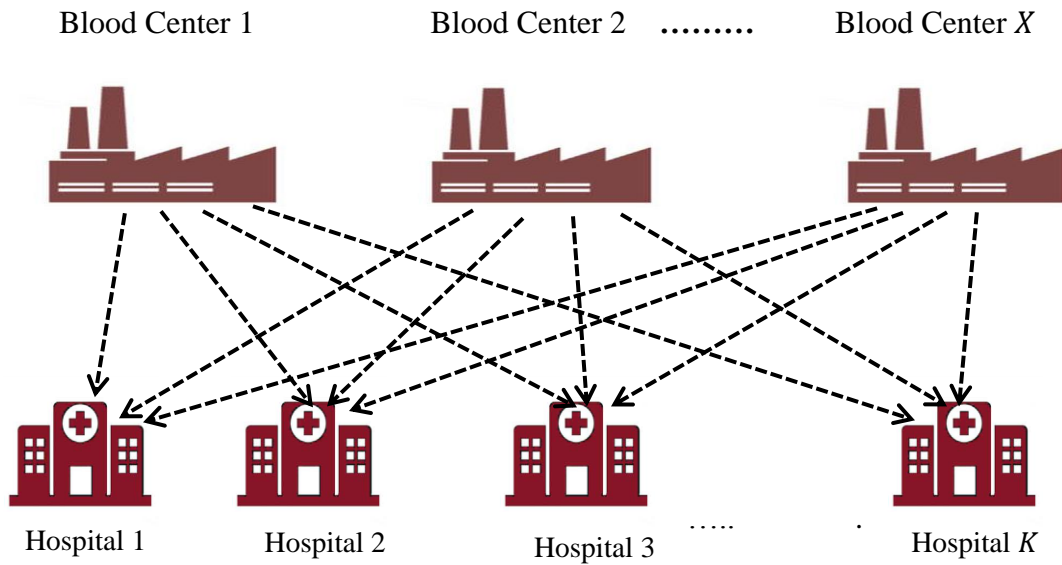 Blood Center 1 Blood Center 2 ......... Blood Center X
Hospital 1 Hospital 2 Hospital 3 ..... . Hospital K